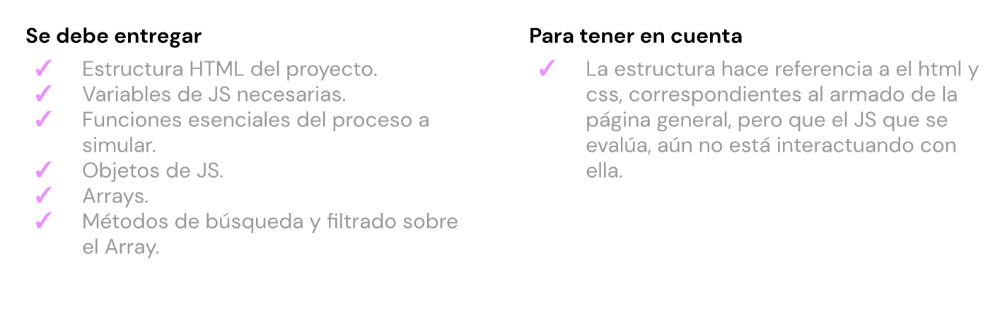 Se debe entregar
✓ Estructura HTML del proyecto.
✓ Variables de JS necesarias.
✓ Funciones esenciales del proceso a
simular.
✓ Objetos de JS.
✓ Arrays.
✓ Métodos de búsqueda y filtrado sobre
el Array.
Para tener en cuenta
✓ La estructura hace referencia a el html y
css, correspondientes al armado de la
página general, pero que el JS que se
evalúa, aún no está interactuando con
ella.